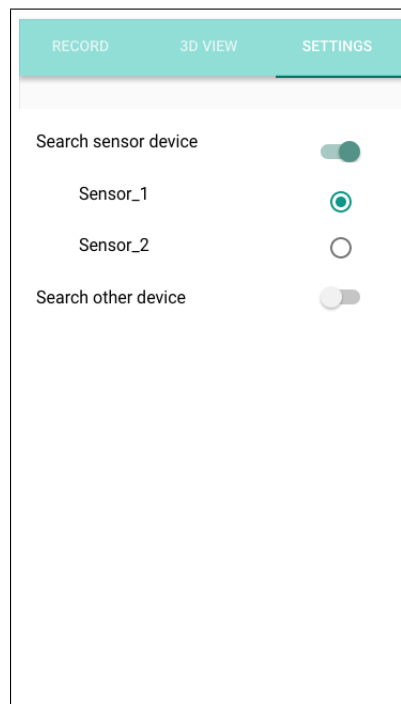 RECORD 3D VIEW SETTINGS
Search sensor device
Sensor_1
Sensor_2
Search other device